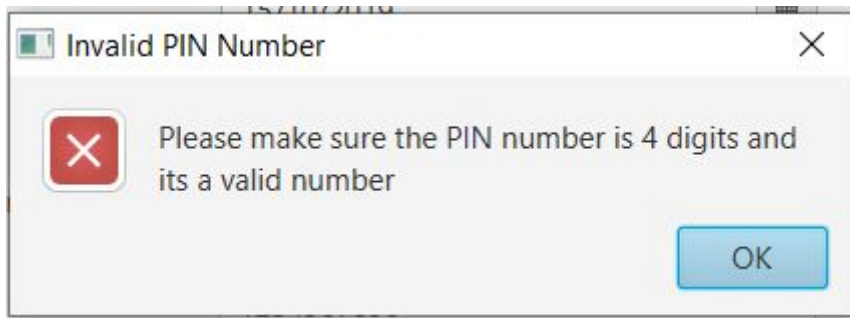 Invalid PIN Number
Please make sure the PIN number is 4 digits and
its a valid number
OK